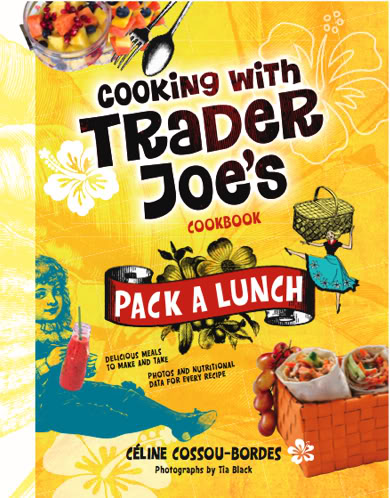 COOKING WITH
TRADER
JOE'S
COOKBOOK
PACK A LUNCH
DELICIOUS MEALS
TO MAKE AND TAKE
PHOTOS AND NUTRITIONAL
DATA FOR EVERY RECIPE
CÉLINE COSSOU-BORDES
Photographs by Tia Black